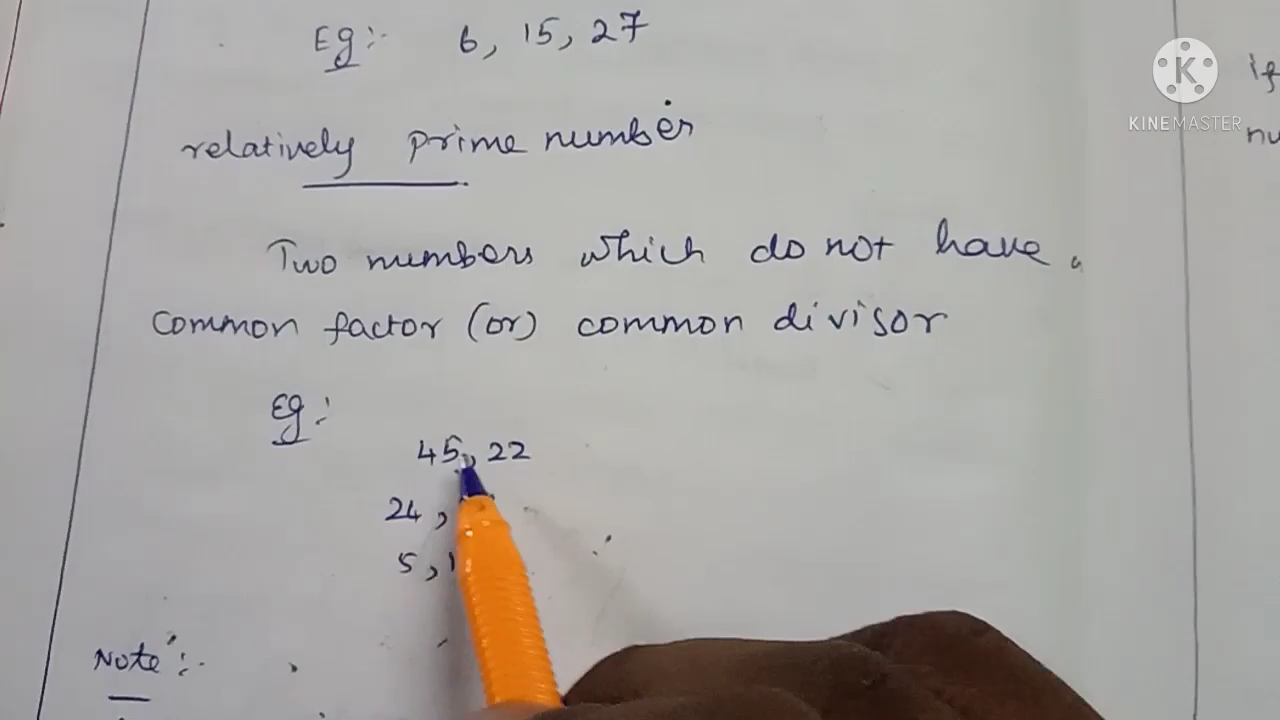 Eg:- 6, 15, 27
relatively prime number
Two numbers which do not have
common factor (or) common divisor
Eg:
45, 22
24,
5,
Note:-
KINEMASTER
if